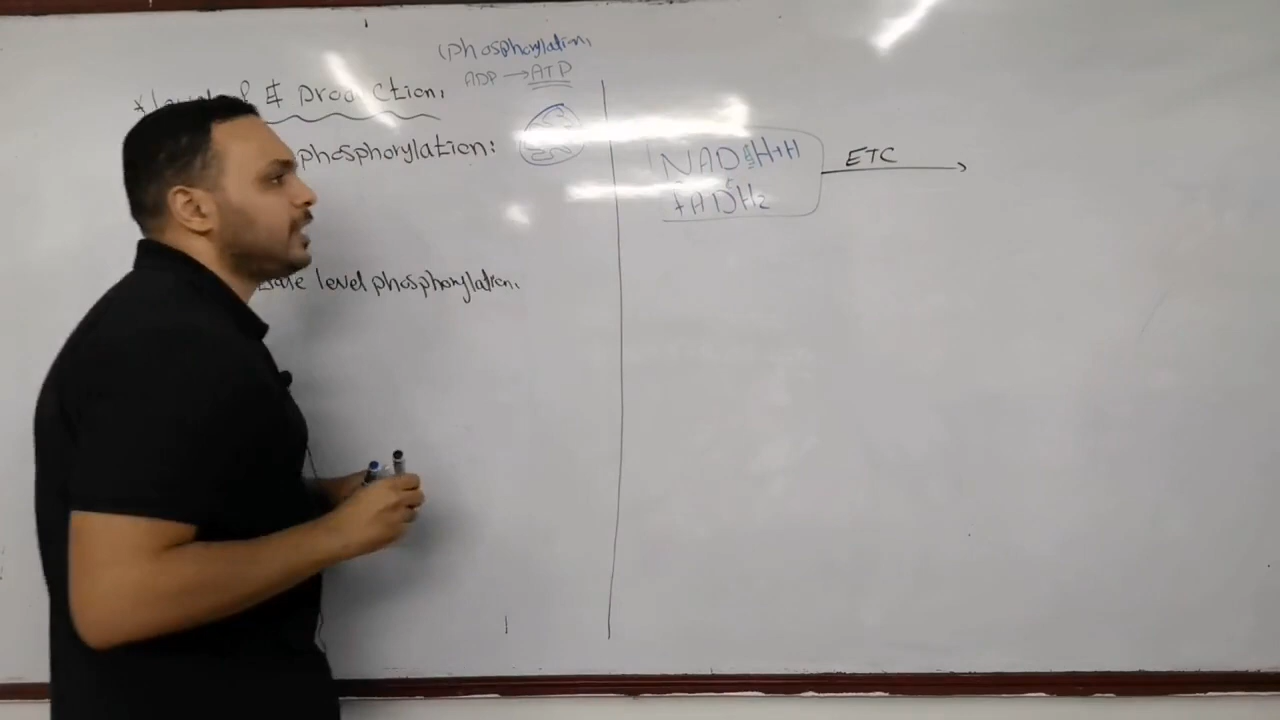 (phosphorylation,
ADP → ATP
& production,
phosphorylation:
level phosphorylation.
NADH+H
FADH2
ETC